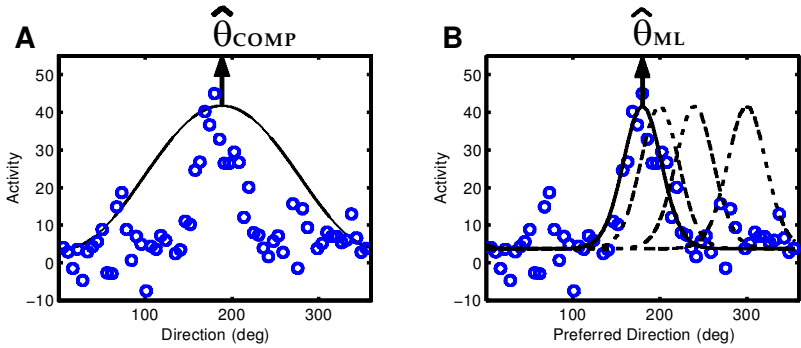 A
θ̂COMP
50
40
30
20
10
0
−10
Activity
100
200
300
Direction (deg)
B
θ̂ML
50
40
30
20
10
0
−10
Activity
100
200
300
Preferred Direction (deg)